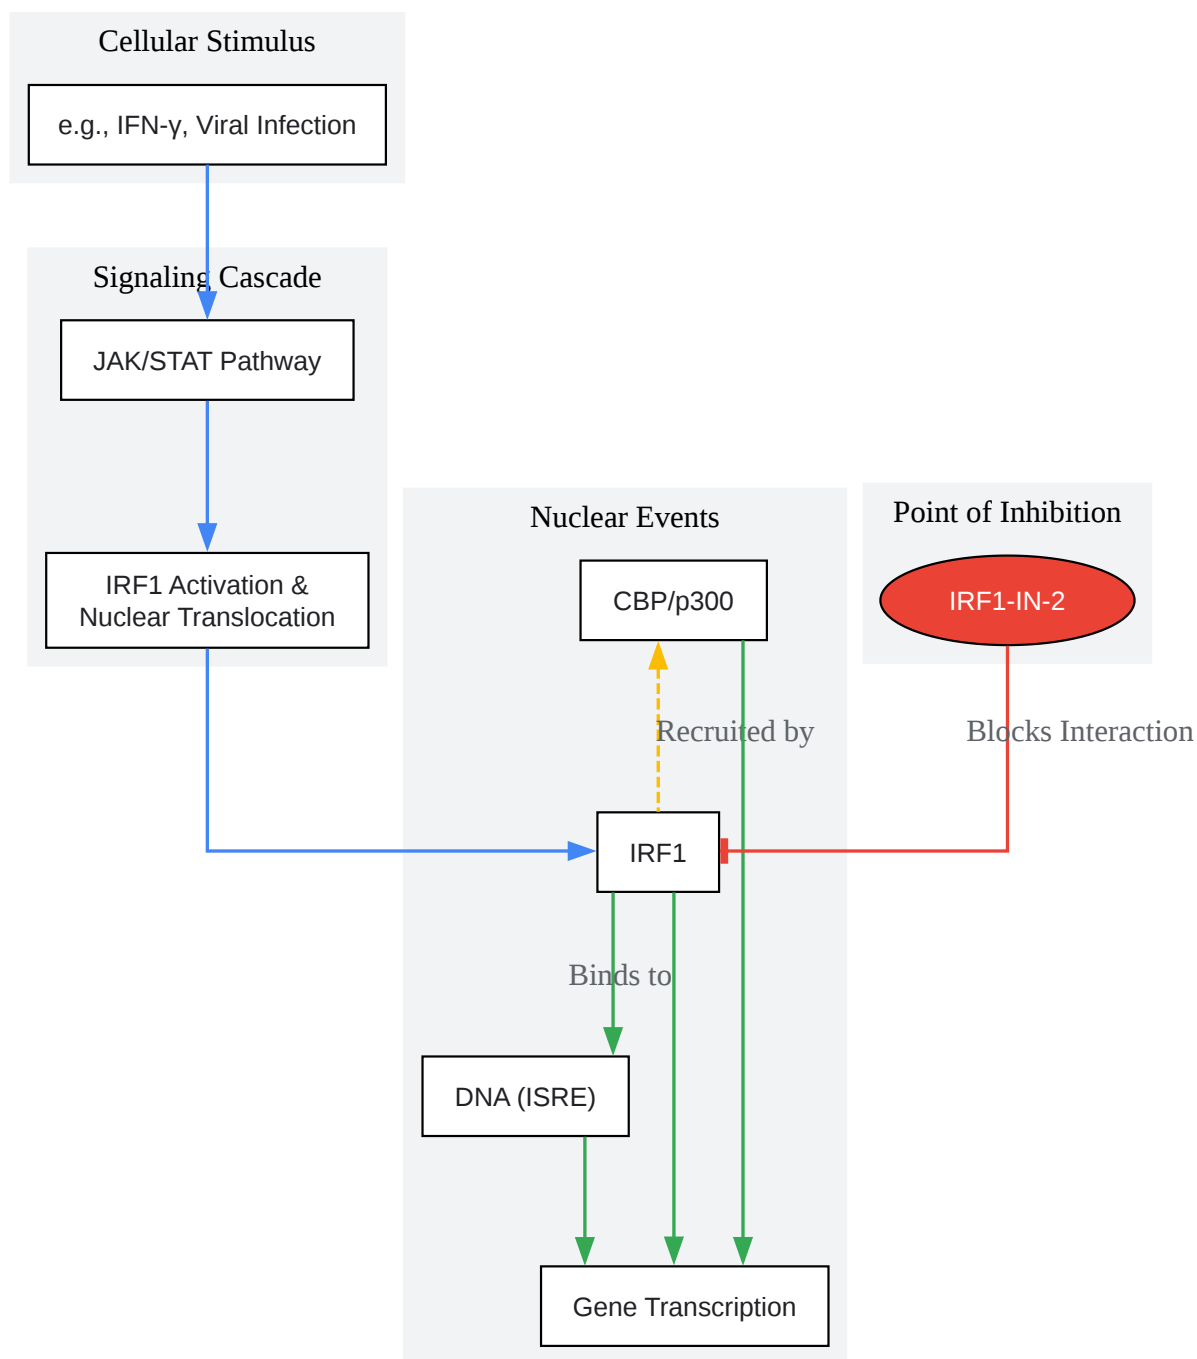 Cellular Stimulus
e.g., IFN-γ, Viral Infection
Signaling Cascade
JAK/STAT Pathway
IRF1 Activation &
Nuclear Translocation
Nuclear Events
CBP/p300
Recruited by
IRF1
Binds to
DNA (ISRE)
Gene Transcription
Point of Inhibition
IRF1-IN-2
Blocks Interaction